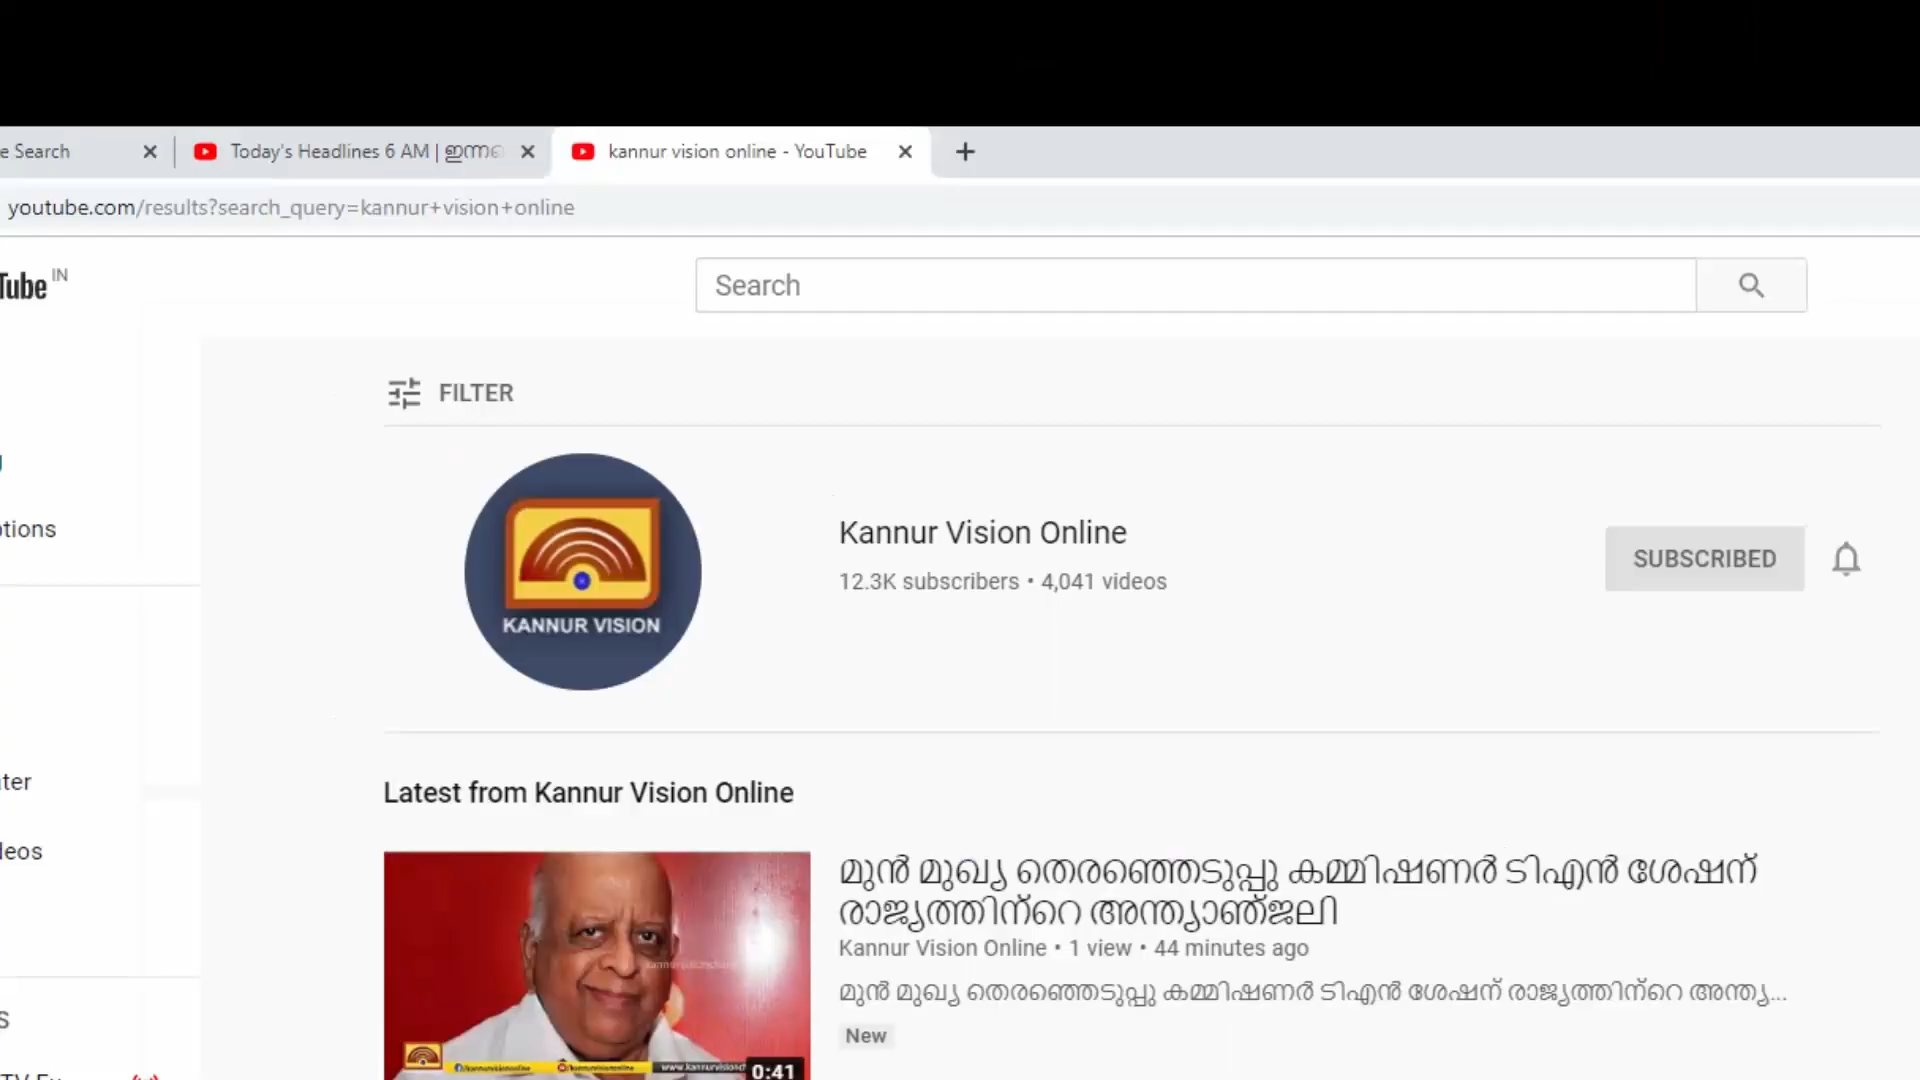 e Search
Today's Headlines 6 AM | ഇന്ന
kannur vision online - YouTube
youtube.com/results?search_query=kannur+vision+online
Tube IN
Search
FILTER
KANNUR VISION
Kannur Vision Online
12.3K subscribers • 4,041 videos
SUBSCRIBED
Latest from Kannur Vision Online
മുൻ മുഖ്യ തെരഞ്ഞെടുപ്പു കമ്മിഷണർ ടിഎൻ ശേഷന്
രാജ്യത്തിന്റെ അന്ത്യാഞ്ജലി
Kannur Vision Online • 1 view • 44 minutes ago
മുൻ മുഖ്യ തെരഞ്ഞെടുപ്പു കമ്മിഷണർ ടിഎൻ ശേഷന് രാജ്യത്തിന്റെ അന്ത്യ...
New
0:41